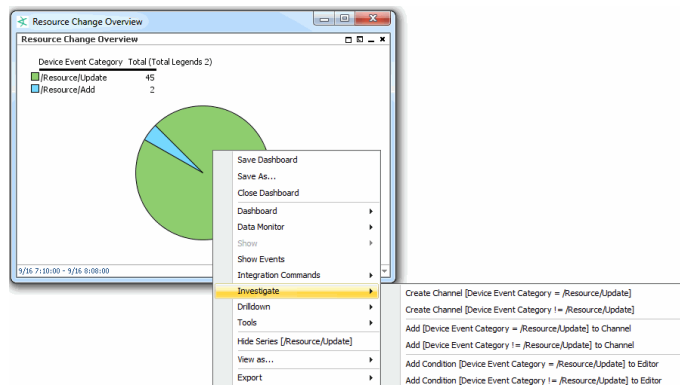 Resource Change Overview
Resource Change Overview
Device Event Category Total (Total Legends 2)
/Resource/Update 45
/Resource/Add 2
9/16 7:10:00 - 9/16 8:08:00
Save Dashboard
Save As...
Close Dashboard
Dashboard
Data Monitor
Show
Show Events
Integration Commands
Investigate
Drilldown
Tools
Hide Series [/Resource/Update]
View as...
Export
Create Channel [Device Event Category = /Resource/Update]
Create Channel [Device Event Category != /Resource/Update]
Add [Device Event Category = /Resource/Update] to Channel
Add [Device Event Category != /Resource/Update] to Channel
Add Condition [Device Event Category = /Resource/Update] to Editor
Add Condition [Device Event Category != /Resource/Update] to Editor